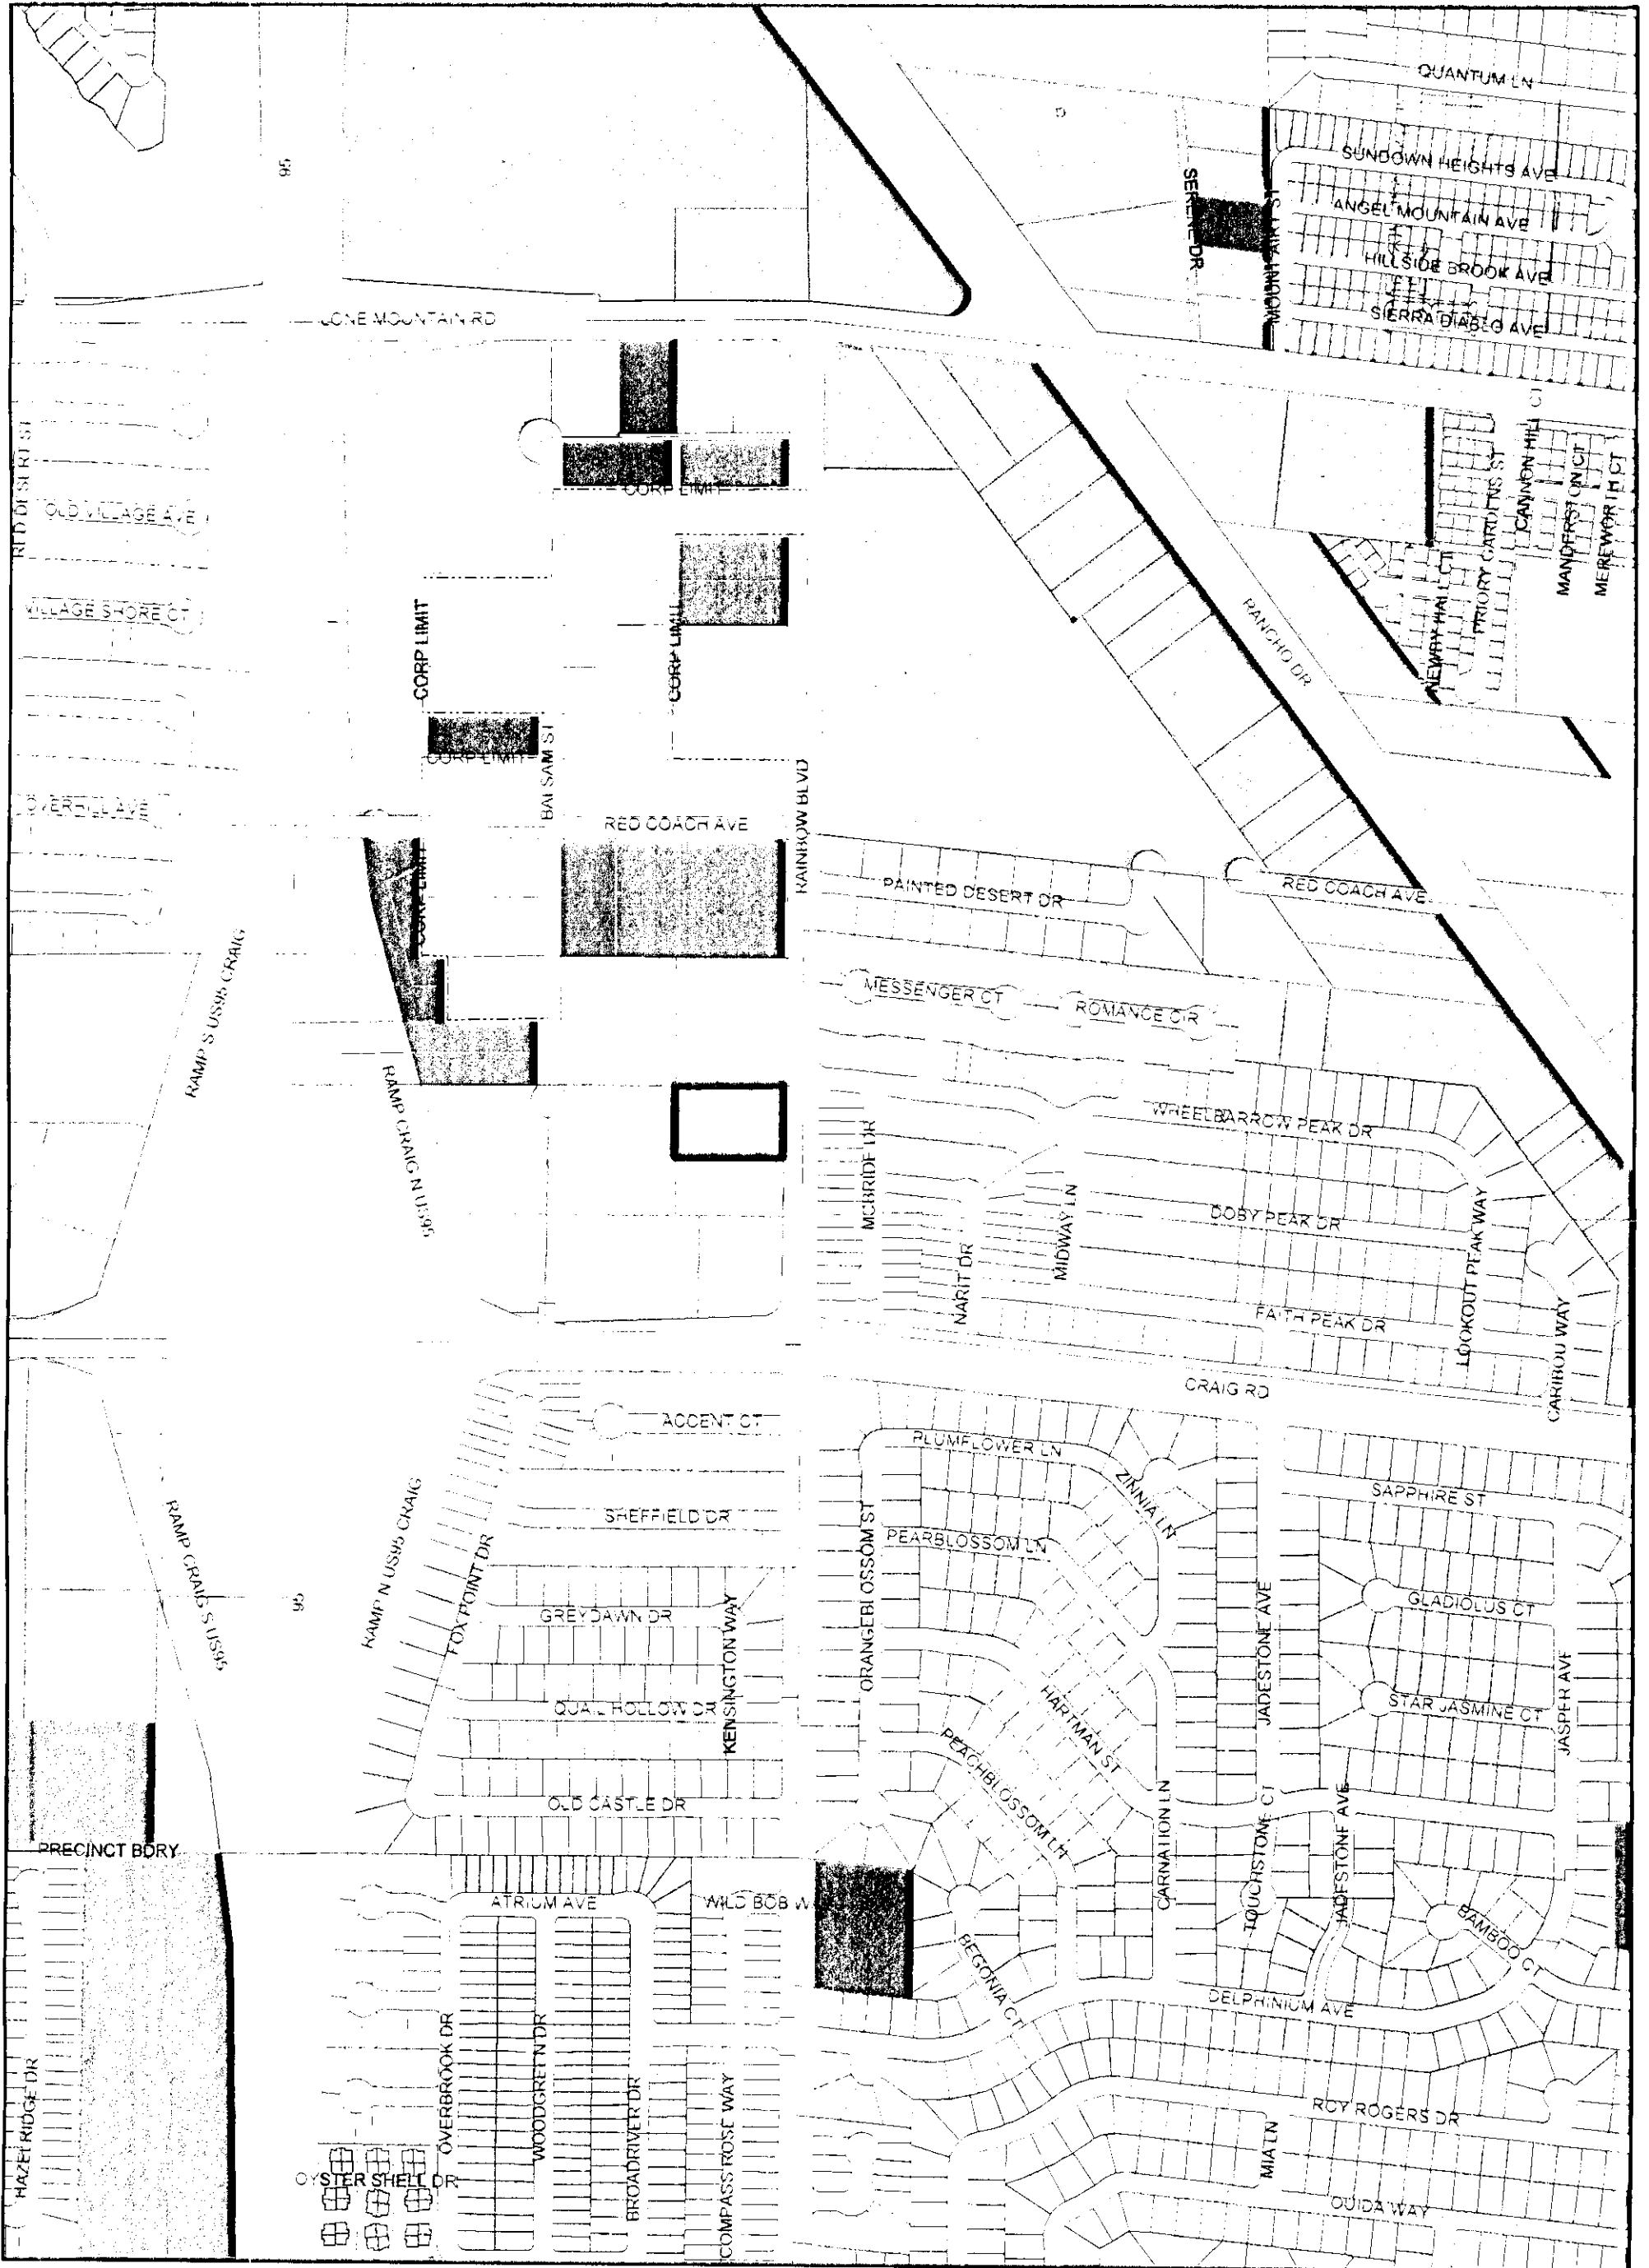 QUANTUM LN
95
SUNDOWN HEIGHTS AVE
SERENE DR
ANGEL MOUNTAIN AVE
MOUNT AIRY ST
HILLSIDE BROOK AVE
LONE MOUNTAIN RD
SIERRA DIABLO AVE
RED DESERT ST
CANNON HILL CT
PRIORY GARDENS ST
MANDERSTON CT
MEREWORTH CT
NEWBY HALL CT
CORP LIMIT
OLD VILLAGE AVE
VILLAGE SHORE CT
CORP LIMIT
CORP LIMIT
RANCHO DR
CORP LIMIT
BALSAM ST
OVERHILL AVE
RED COACH AVE
RAINBOW BLVD
CORP LIMIT
PAINTED DESERT DR
RED COACH AVE
RAMP S US95 CRAIG
MESSENGER CT
ROMANCE CIR
RAMP CRAIG N US95
MCBRIDE DR
WHEELBARROW PEAK DR
MIDWAY LN
DOBY PEAK DR
LOOKOUT PEAK WAY
NARIT DR
FAITH PEAK DR
CARIBOU WAY
CRAIG RD
ACCENT CT
PLUMFLOWER LN
ZINNIA LN
SAPPHIRE ST
RAMP N US95 CRAIG
SHEFFIELD DR
ORANGEBLOSSOM ST
PEARBLOSSOM LN
RAMP CRAIG S US95
95
FOX POINT DR
GREYDAWN DR
KENSINGTON WAY
JADESTONE AVE
GLADIOLUS CT
HARTMAN ST
QUAIL HOLLOW DR
STAR JASMINE CT
JASPER AVE
PEACHBLOSSOM LN
OLD CASTLE DR
CARNATION LN
TOUCHSTONE CT
JADESTONE AVE
PRECINCT BDRY
ATRIUM AVE
WILD BOB W
BEGONIA CT
BAMBOO CT
DELPHINIUM AVE
HAZELRIDGE DR
OVERBROOK DR
WOODGREEN DR
BROADRIVER DR
COMPASS ROSE WAY
ROY ROGERS DR
MIA LN
OYSTER SHELL DR
OUIDA WAY